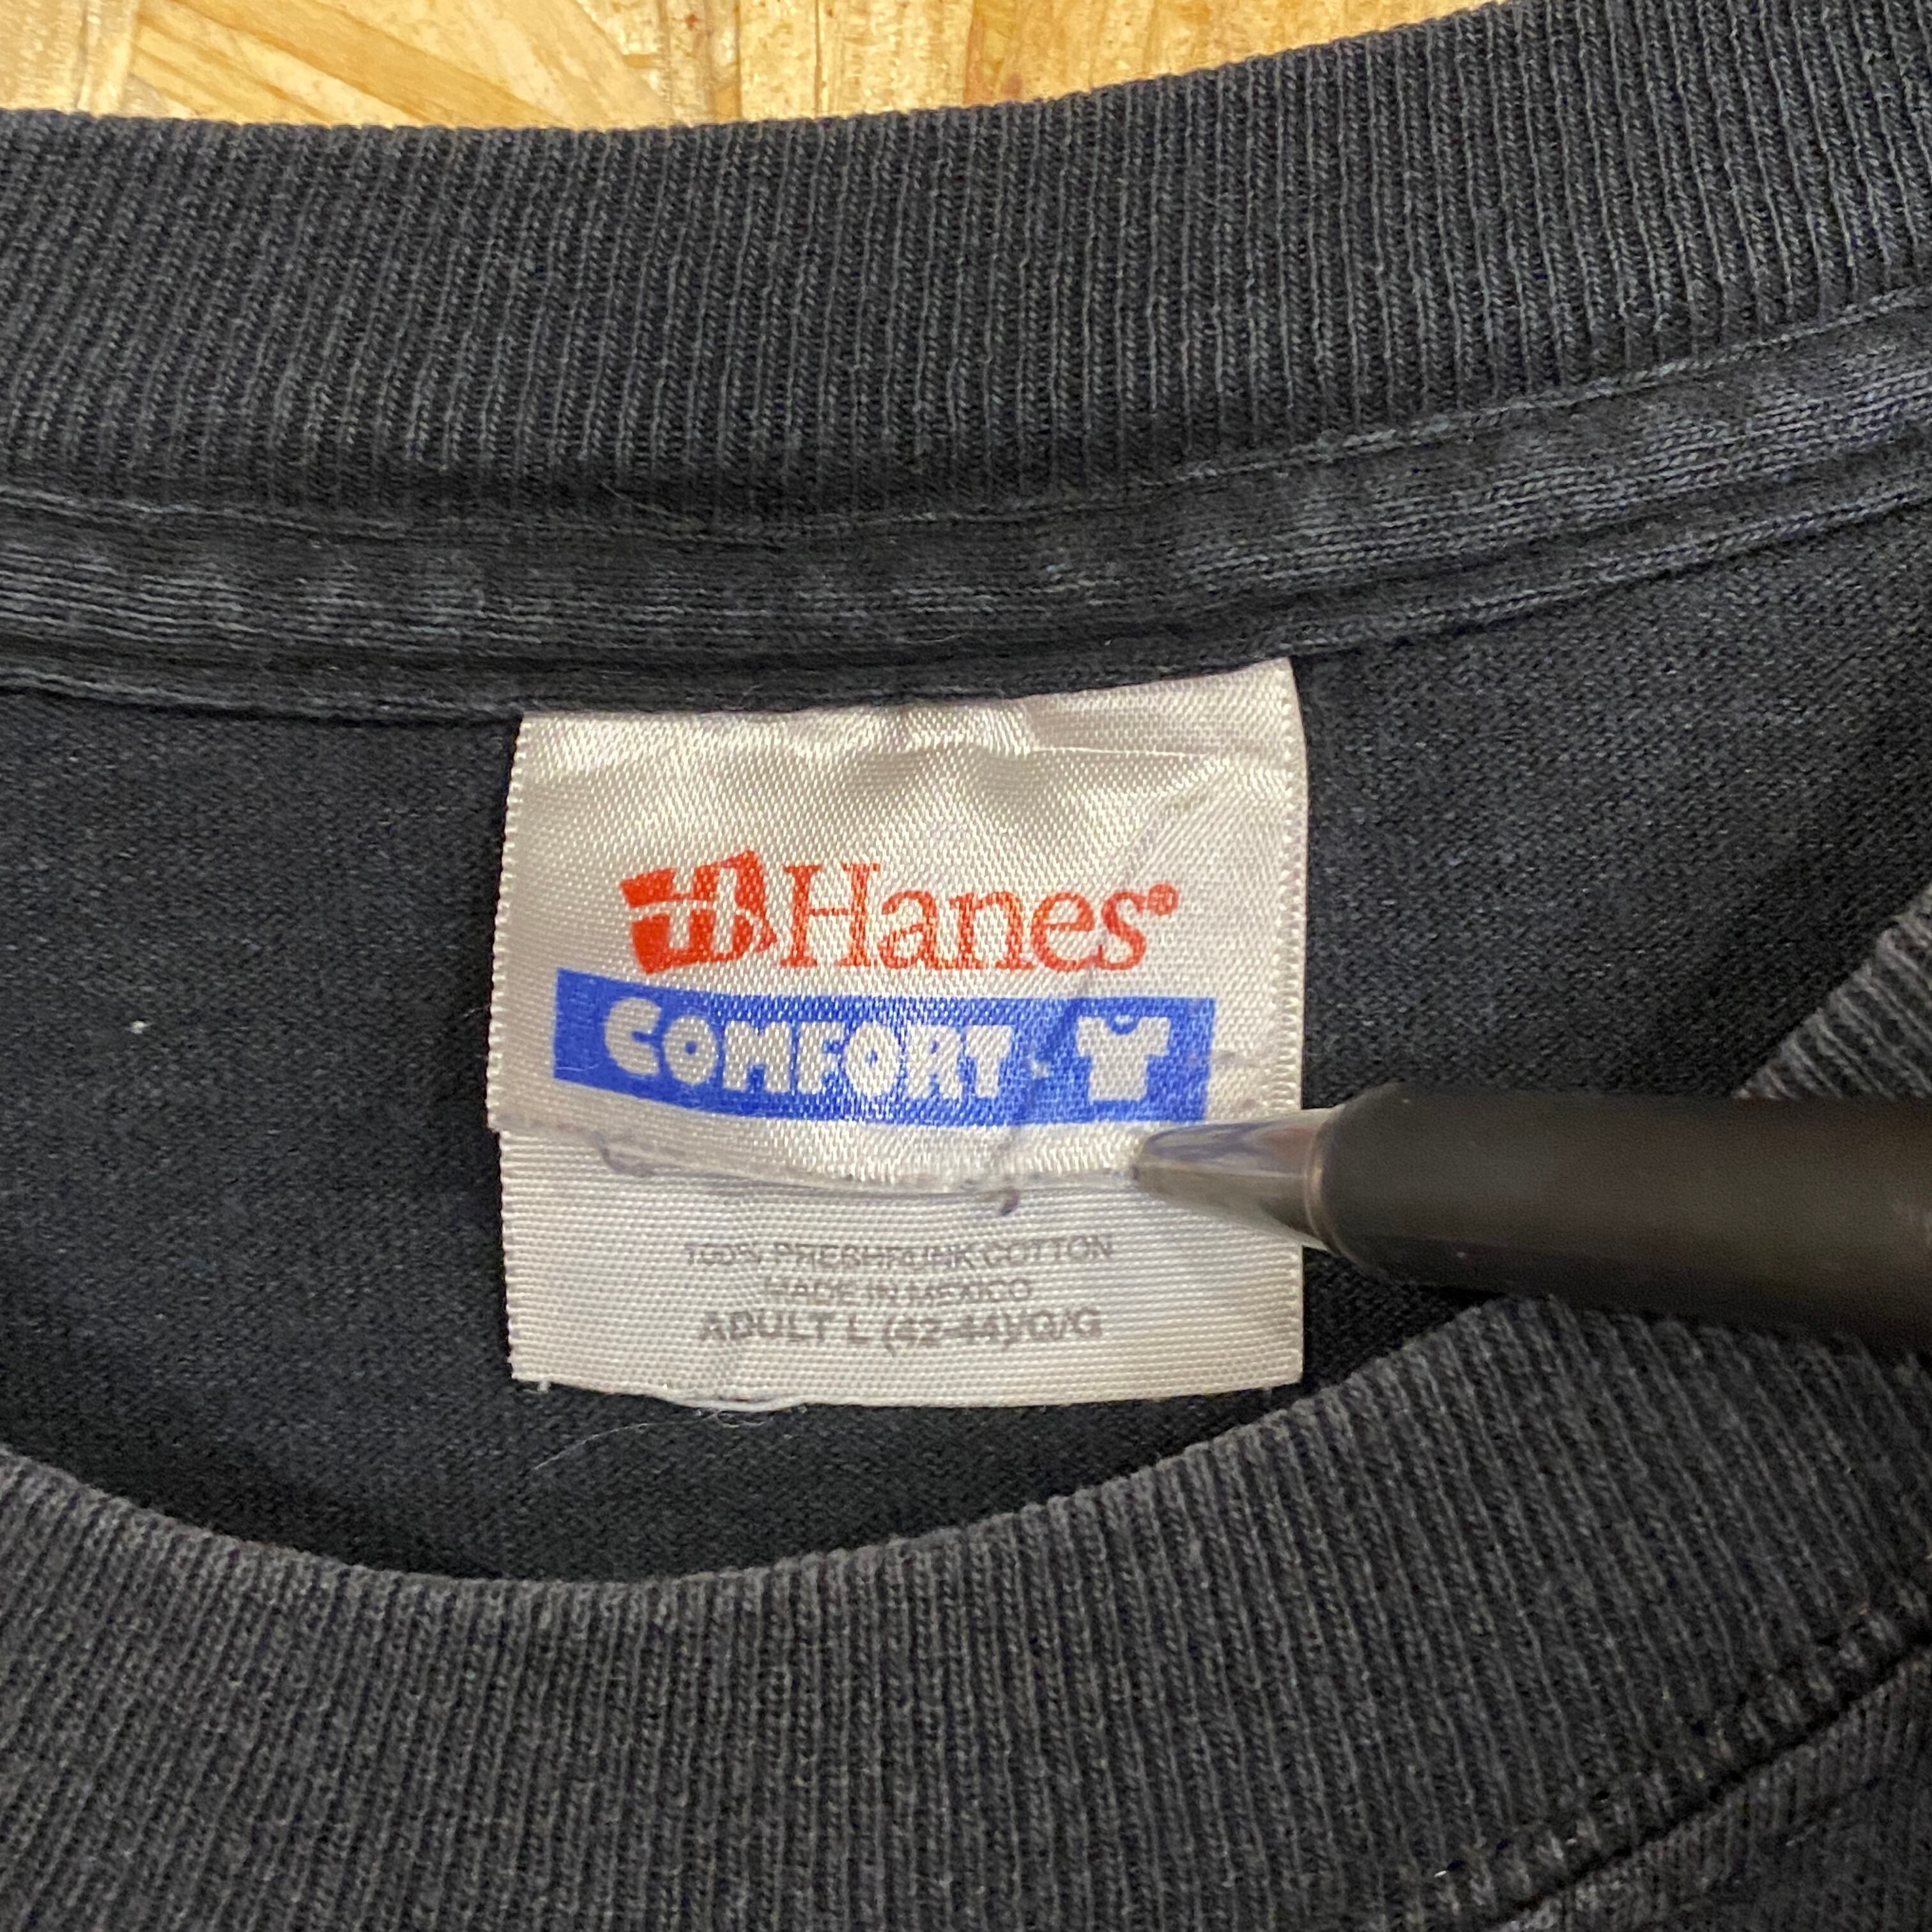 Hanes®
COMFORT
100% PRESHRUNK COTTON
MADE IN MEXICO
ADULT L (42-44)/G/G